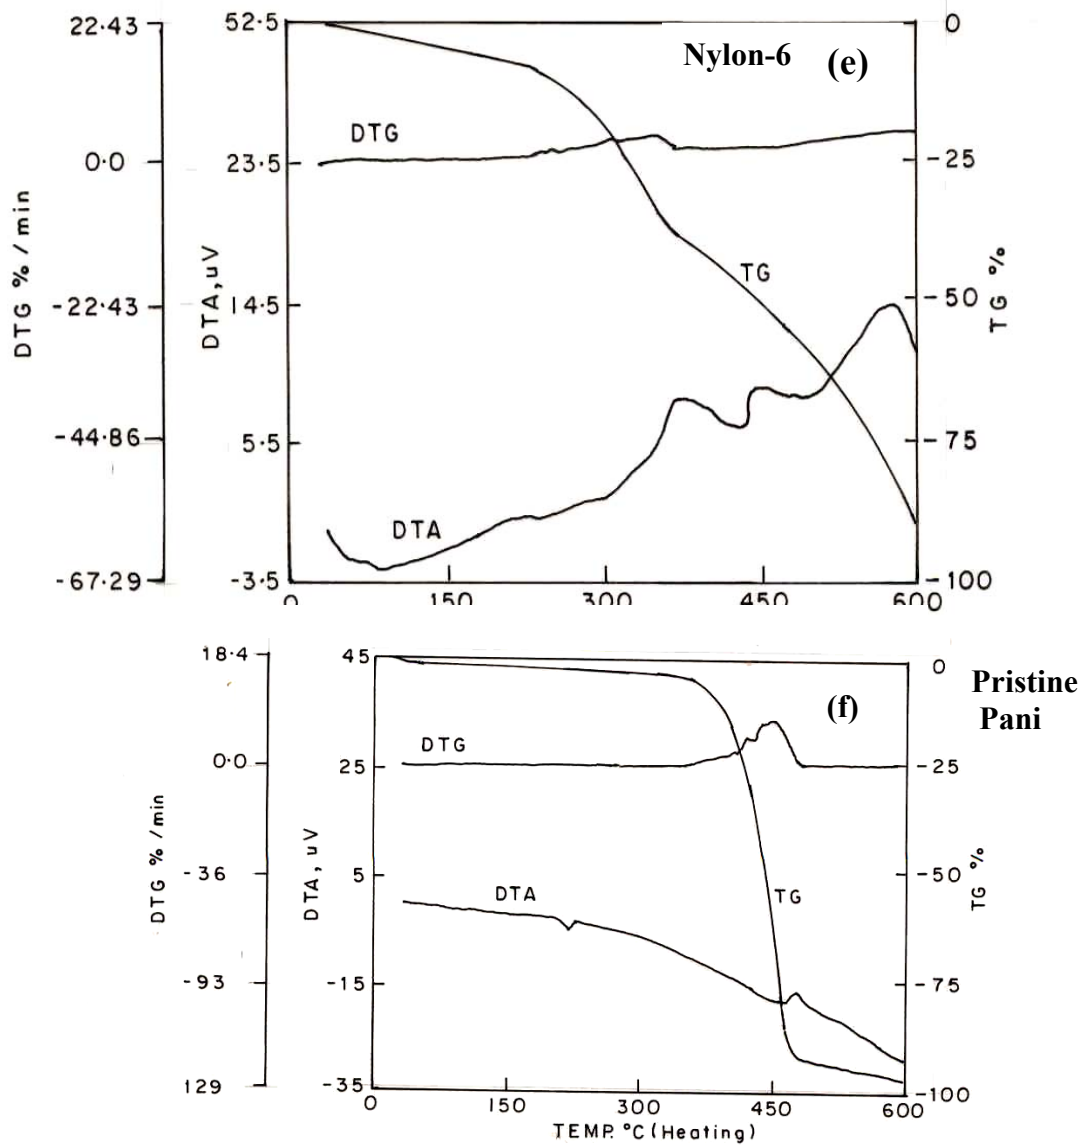 22·43
52·5
0
Nylon-6
(e)
DTG
0·0
23·5
-25
DTG % / min
DTA, uV
TG %
TG
-22·43
14·5
-50
-44·86
5·5
-75
DTA
-67·29
-3·5
-100
0
150
300
450
600
18·4
45
0
Pristine
Pani
(f)
DTG
0·0
25
-25
DTG % /min
DTA, uV
TG %
-36
5
-50
DTA
TG
-93
-15
-75
129
-35
-100
0
150
300
450
600
TEMP. °C (Heating)